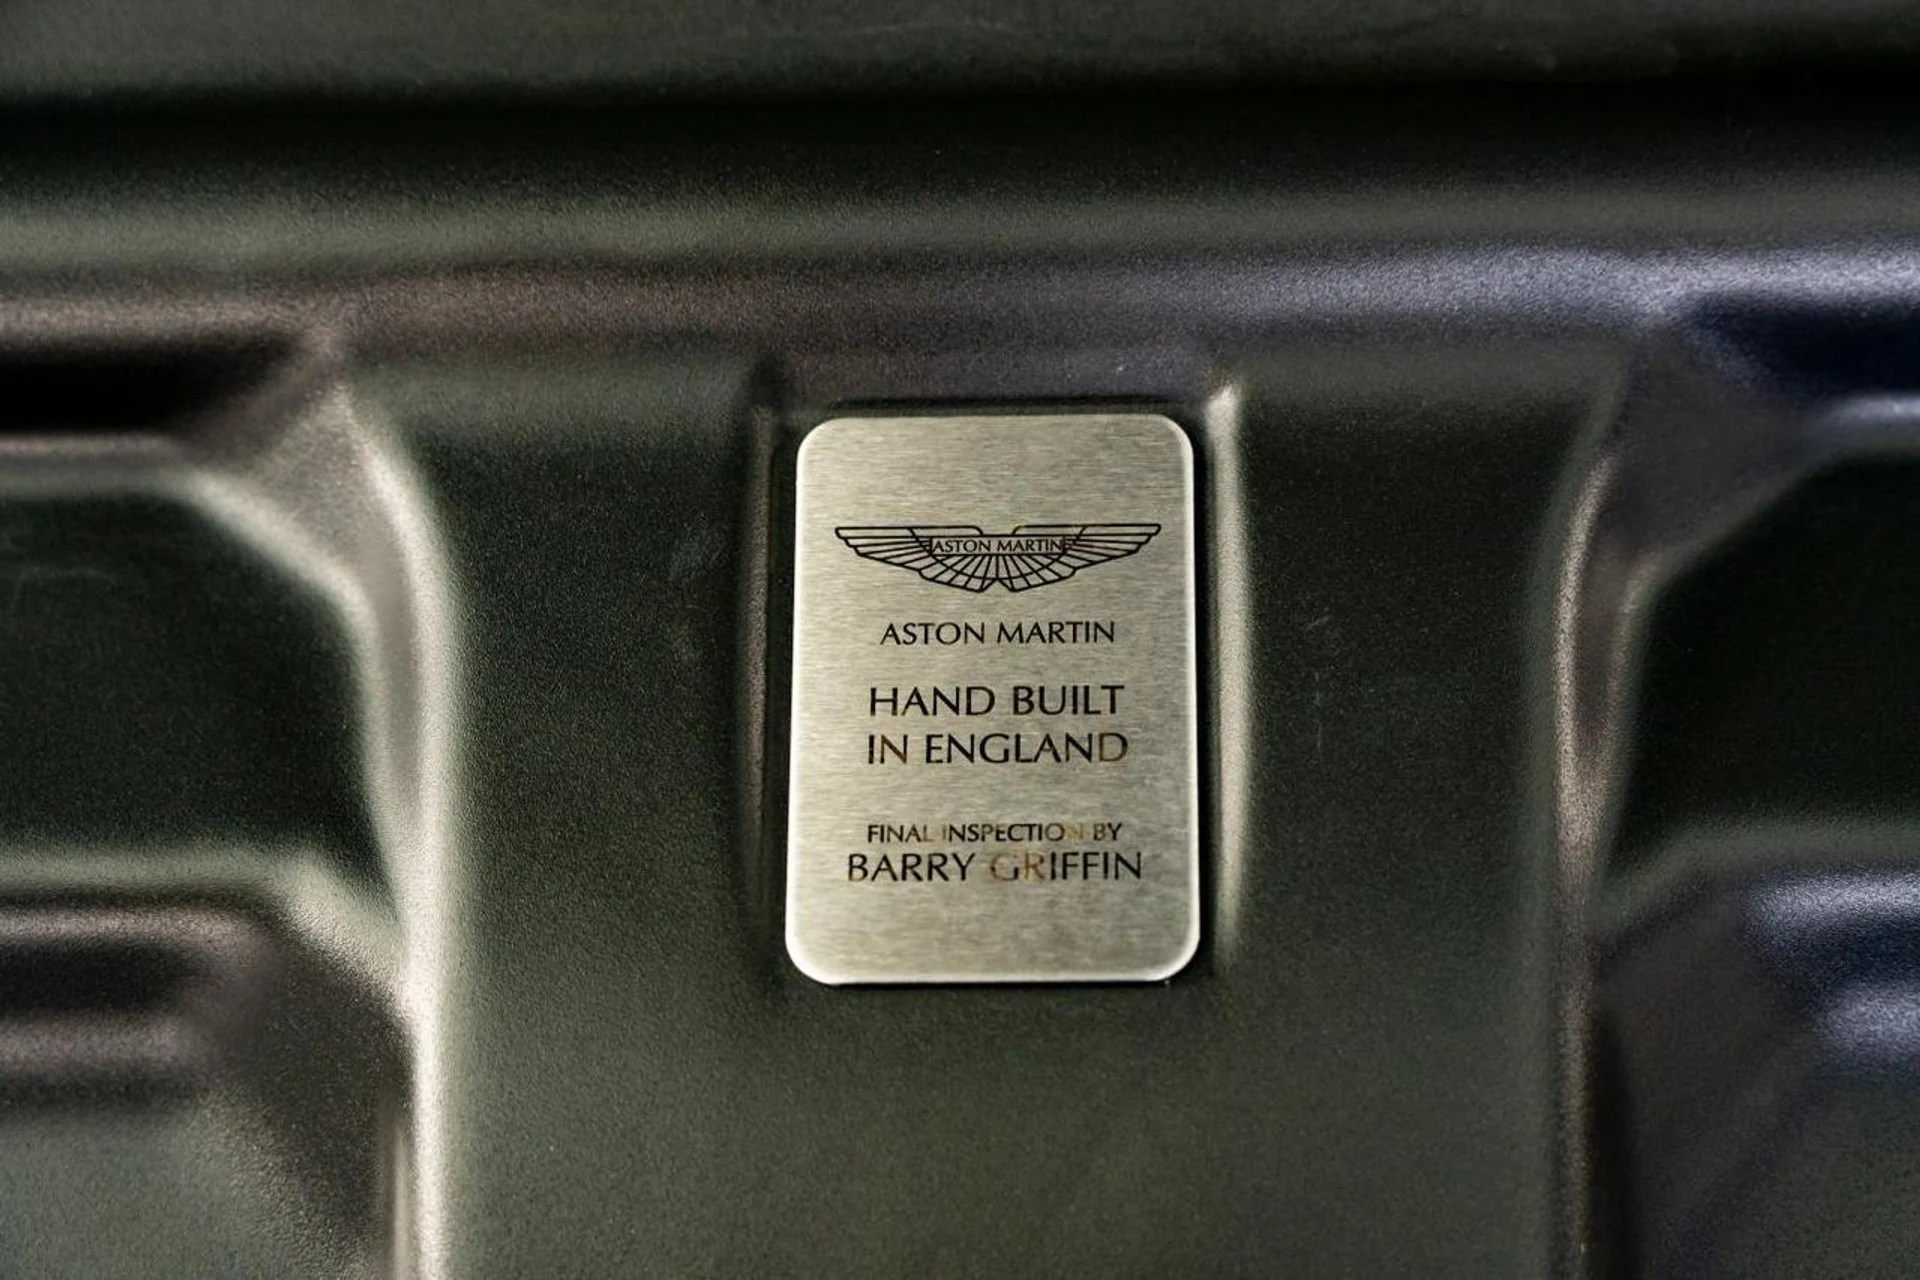 ASTON MARTIN
ASTON MARTIN
HAND BUILT
IN ENGLAND
FINAL INSPECTION BY
BARRY GRIFFIN